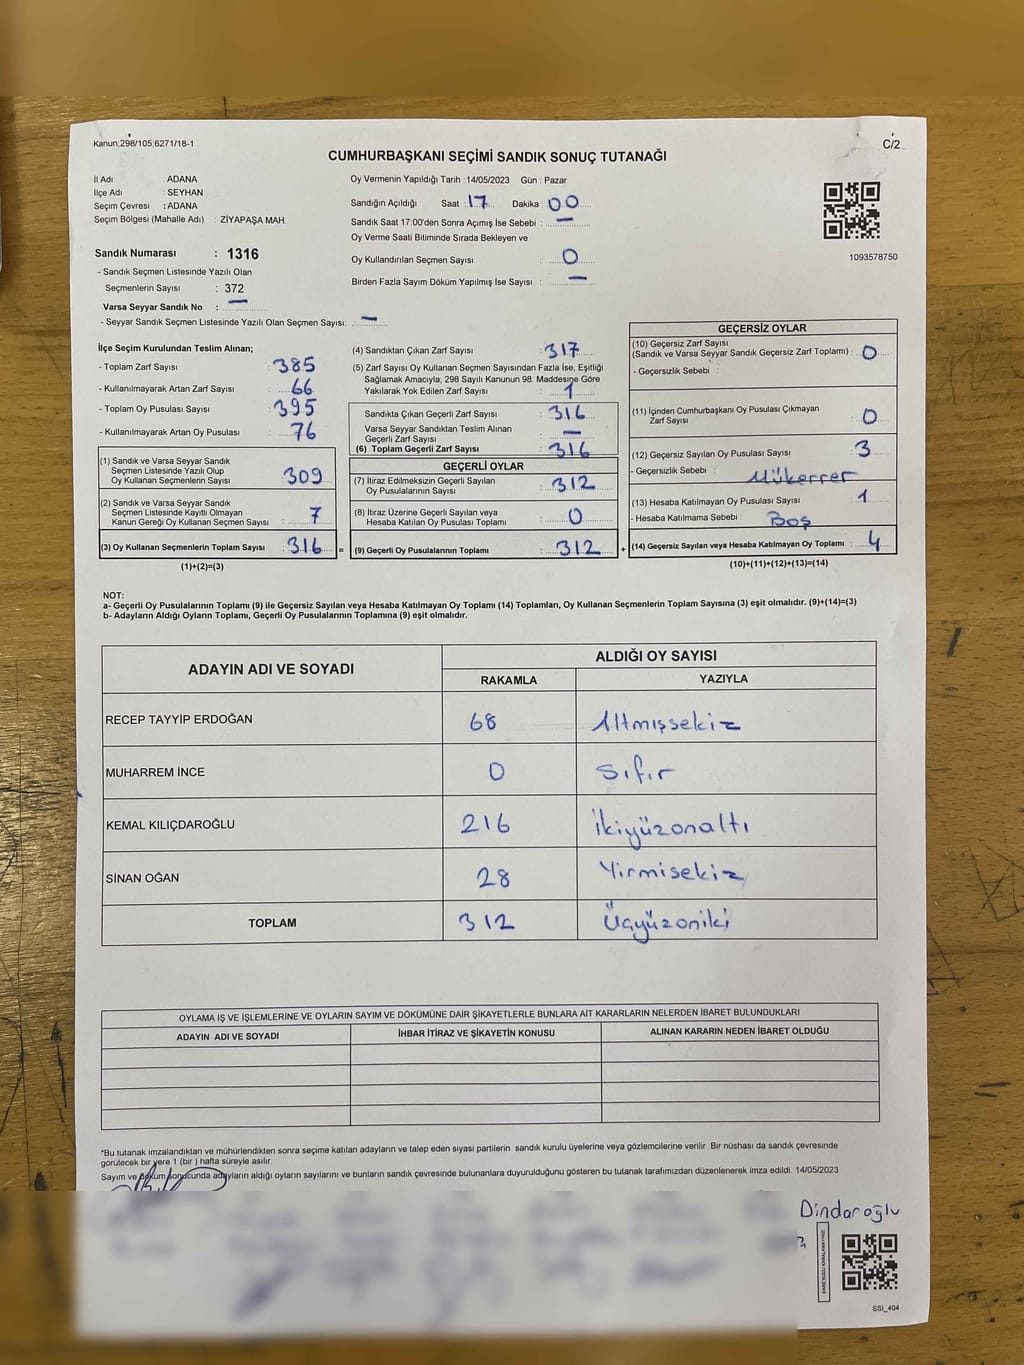 Kanun;298/105,6271/18-1
C/2
CUMHURBAŞKANI SEÇİMİ SANDIK SONUÇ TUTANAĞI
İl Adı : ADANA
İlçe Adı : SEYHAN
Seçim Çevresi : ADANA
Seçim Bölgesi (Mahalle Adı) : ZİYAPAŞA MAH.
Sandık Numarası : 1316
- Sandık Seçmen Listesinde Yazılı Olan
Seçmenlerin Sayısı : 372
Varsa Seyyar Sandık No : —
- Seyyar Sandık Seçmen Listesinde Yazılı Olan Seçmen Sayısı: —
Oy Vermenin Yapıldığı Tarih : 14/05/2023 Gün : Pazar
Sandığın Açıldığı Saat : 17 Dakika : 00
Sandık Saat 17:00'den Sonra Açımış İse Sebebi : —
Oy Verme Saati Bitiminde Sırada Bekleyen ve
Oy Kullandırılan Seçmen Sayısı : 0
Birden Fazla Sayım Döküm Yapılmış İse Sayısı : —
1093578750
İlçe Seçim Kurulundan Teslim Alınan;
- Toplam Zarf Sayısı : 385
- Kullanılmayarak Artan Zarf Sayısı : 66
- Toplam Oy Pusulası Sayısı : 395
- Kullanılmayarak Artan Oy Pusulası : 76
(1) Sandık ve Varsa Seyyar Sandık
Seçmen Listesinde Yazılı Olup
Oy Kullanan Seçmenlerin Sayısı : 309
(2) Sandık ve Varsa Seyyar Sandık
Seçmen Listesinde Kayıtlı Olmayan
Kanun Gereği Oy Kullanan Seçmen Sayısı : 7
(3) Oy Kullanan Seçmenlerin Toplam Sayısı : 316 =
(1)+(2)=(3)
(4) Sandıktan Çıkan Zarf Sayısı : 317
(5) Zarf Sayısı Oy Kullanan Seçmen Sayısından Fazla İse, Eşitliği
Sağlamak Amacıyla; 298 Sayılı Kanunun 98. Maddesine Göre
Yakılarak Yok Edilen Zarf Sayısı : 1
Sandıkta Çıkan Geçerli Zarf Sayısı : 316
Varsa Seyyar Sandıktan Teslim Alınan
Geçerli Zarf Sayısı : —
(6) Toplam Geçerli Zarf Sayısı : 316
GEÇERLİ OYLAR
(7) İtiraz Edilmeksizin Geçerli Sayılan
Oy Pusulalarının Sayısı : 312
(8) İtiraz Üzerine Geçerli Sayılan veya
Hesaba Katılan Oy Pusulası Toplamı : 0
(9) Geçerli Oy Pusulalarının Toplamı : 312 +
GEÇERSİZ OYLAR
(10) Geçersiz Zarf Sayısı
(Sandık ve Varsa Seyyar Sandık Geçersiz Zarf Toplamı) : 0
- Geçersizlik Sebebi :
(11) İçinden Cumhurbaşkanı Oy Pusulası Çıkmayan
Zarf Sayısı : 0
(12) Geçersiz Sayılan Oy Pusulası Sayısı : 3
- Geçersizlik Sebebi : Mükerrer
(13) Hesaba Katılmayan Oy Pusulası Sayısı : 1
- Hesaba Katılmama Sebebi : Boş
(14) Geçersiz Sayılan veya Hesaba Katılmayan Oy Toplamı : 4
(10)+(11)+(12)+(13)=(14)
NOT:
a- Geçerli Oy Pusulalarının Toplamı (9) ile Geçersiz Sayılan veya Hesaba Katılmayan Oy Toplamı (14) Toplamları, Oy Kullanan Seçmenlerin Toplam Sayısına (3) eşit olmalıdır. (9)+(14)=(3)
b- Adayların Aldığı Oyların Toplamı, Geçerli Oy Pusulalarının Toplamına (9) eşit olmalıdır.
ADAYIN ADI VE SOYADI ALDIĞI OY SAYISI
RAKAMLA YAZIYLA
RECEP TAYYİP ERDOĞAN 68 Altmışsekiz
MUHARREM İNCE 0 Sıfır
KEMAL KILIÇDAROĞLU 216 İkiyüzonaltı
SİNAN OĞAN 28 Yirmisekiz
TOPLAM 312 Üçyüzoniki
OYLAMA İŞ VE İŞLEMLERİNE VE OYLARIN SAYIM VE DÖKÜMÜNE DAİR ŞİKAYETLERLE BUNLARA AİT KARARLARIN NELERDEN İBARET BULUNDUKLARI
ADAYIN ADI VE SOYADI İHBAR İTİRAZ VE ŞİKAYETİN KONUSU ALINAN KARARIN NEDEN İBARET OLDUĞU
*Bu tutanak imzalandıktan ve mühürlendikten sonra seçime katılan adayların ve talep eden siyasi partilerin sandık kurulu üyelerine veya gözlemcilerine verilir. Bir nüshası da sandık çevresinde
görülecek bir yere 1 (bir) hafta süreyle asılır.
Sayım ve döküm sonucunda adayların aldığı oyların sayılarını ve bunların sandık çevresinde bulunanlara duyurulduğunu gösteren bu tutanak tarafımızdan düzenlenerek imza edildi. 14/05/2023
Dindaroğlu
SSİ_404